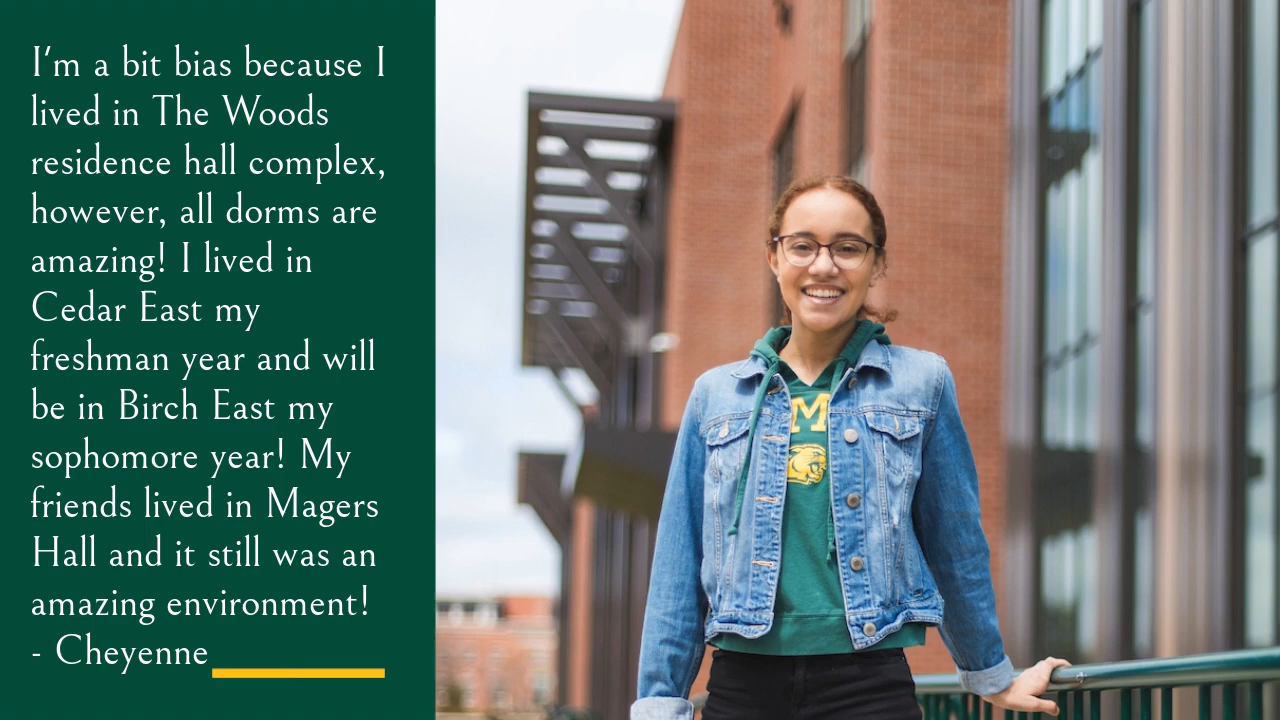 I'm a bit bias because I
lived in The Woods
residence hall complex,
however, all dorms are
amazing! I lived in
Cedar East my
freshman year and will
be in Birch East my
sophomore year! My
friends lived in Magers
Hall and it still was an
amazing environment!
- Cheyenne
M